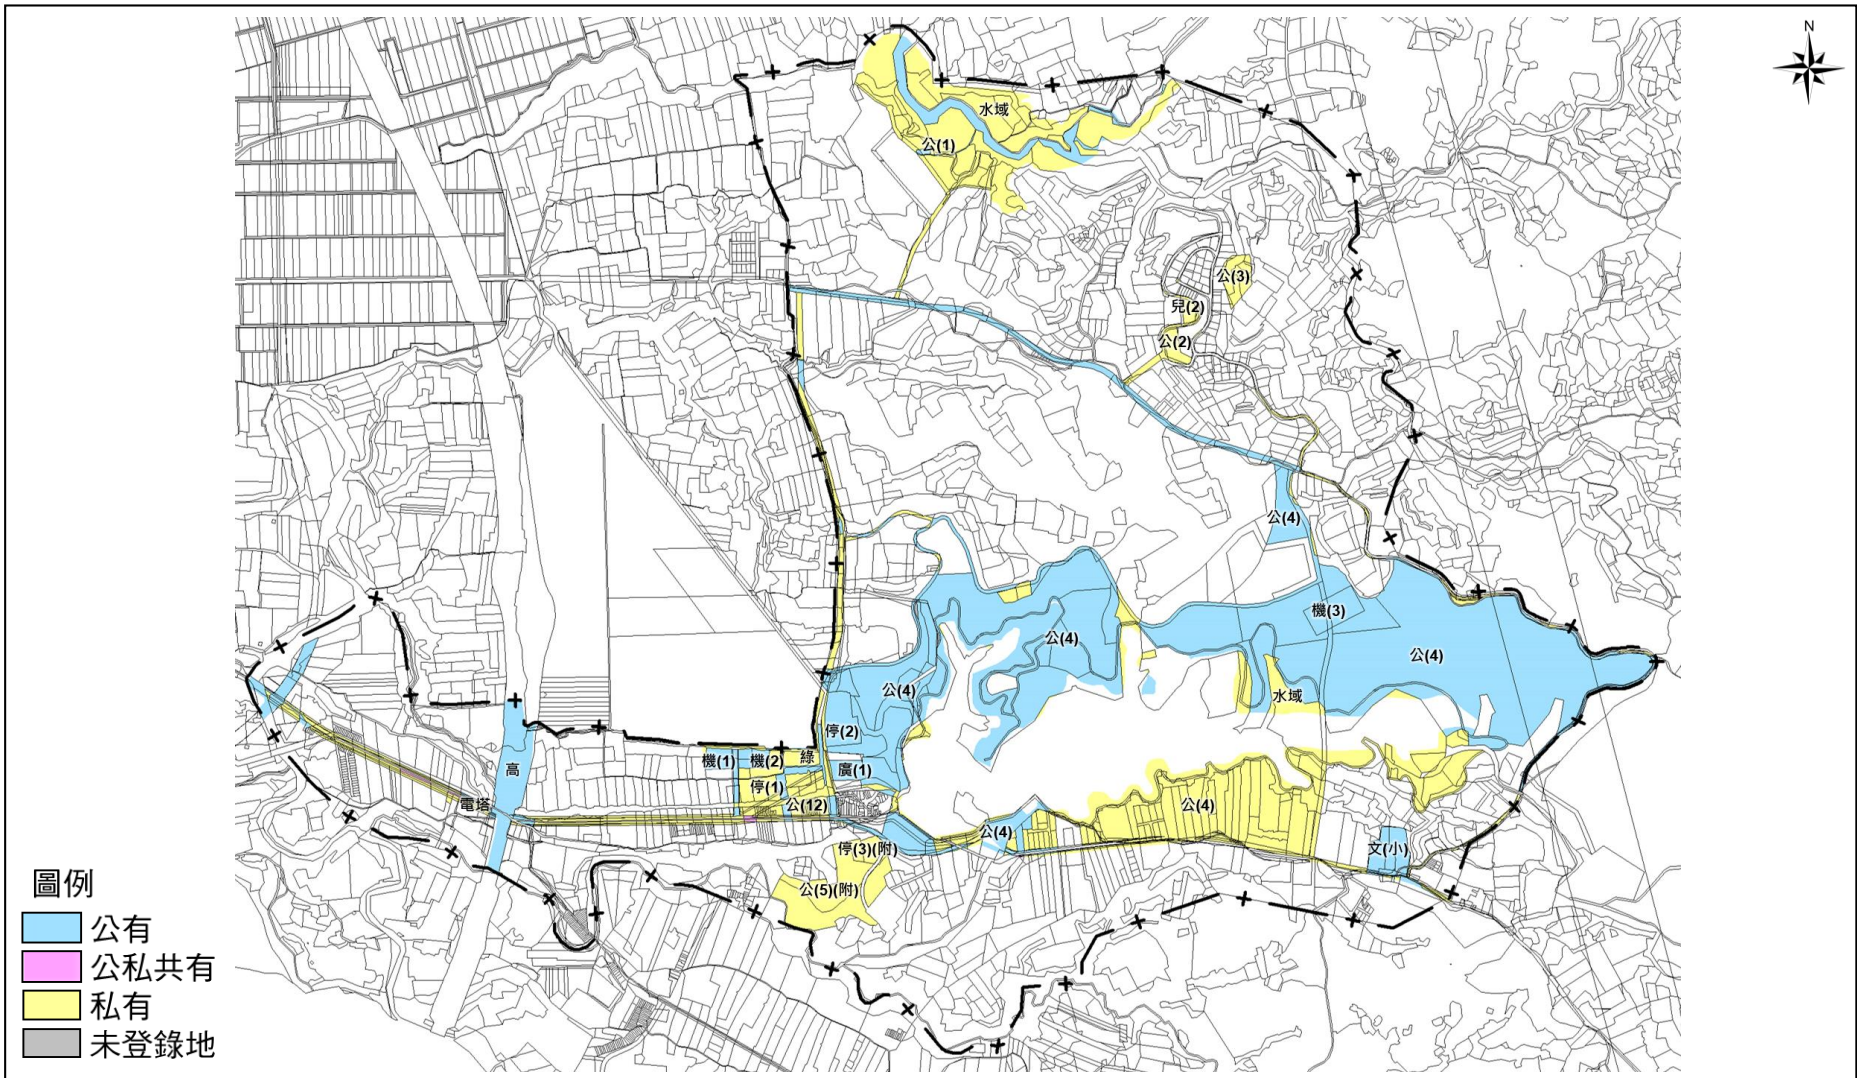 N
水域
公(1)
公(3)
兒(2)
公(2)
公(4)
機(3)
公(4)
公(4)
公(4)
水域
停(2)
機(1)
機(2)
綠
高
廣(1)
停(1)
電塔
公(12)
公(4)
公(4)
停(3)(附)
文(小)
公(5)(附)
圖例
公有
公私共有
私有
未登錄地